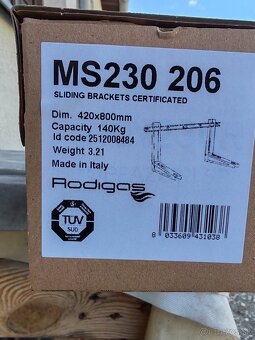 MS230 206
SLIDING BRACKETS CERTIFICATED
Dim. 420x800mm
Capacity 140Kg
Id code 2512008484
Weight 3.21
Made in Italy
Rodigas
TÜV
SÜD
8 033609 431038